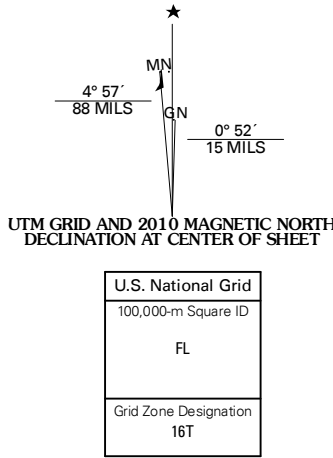 ★
MN
4° 57´
88 MILS
GN
0° 52´
15 MILS
UTM GRID AND 2010 MAGNETIC NORTH
DECLINATION AT CENTER OF SHEET
U.S. National Grid
100,000-m Square ID
FL
Grid Zone Designation
16T